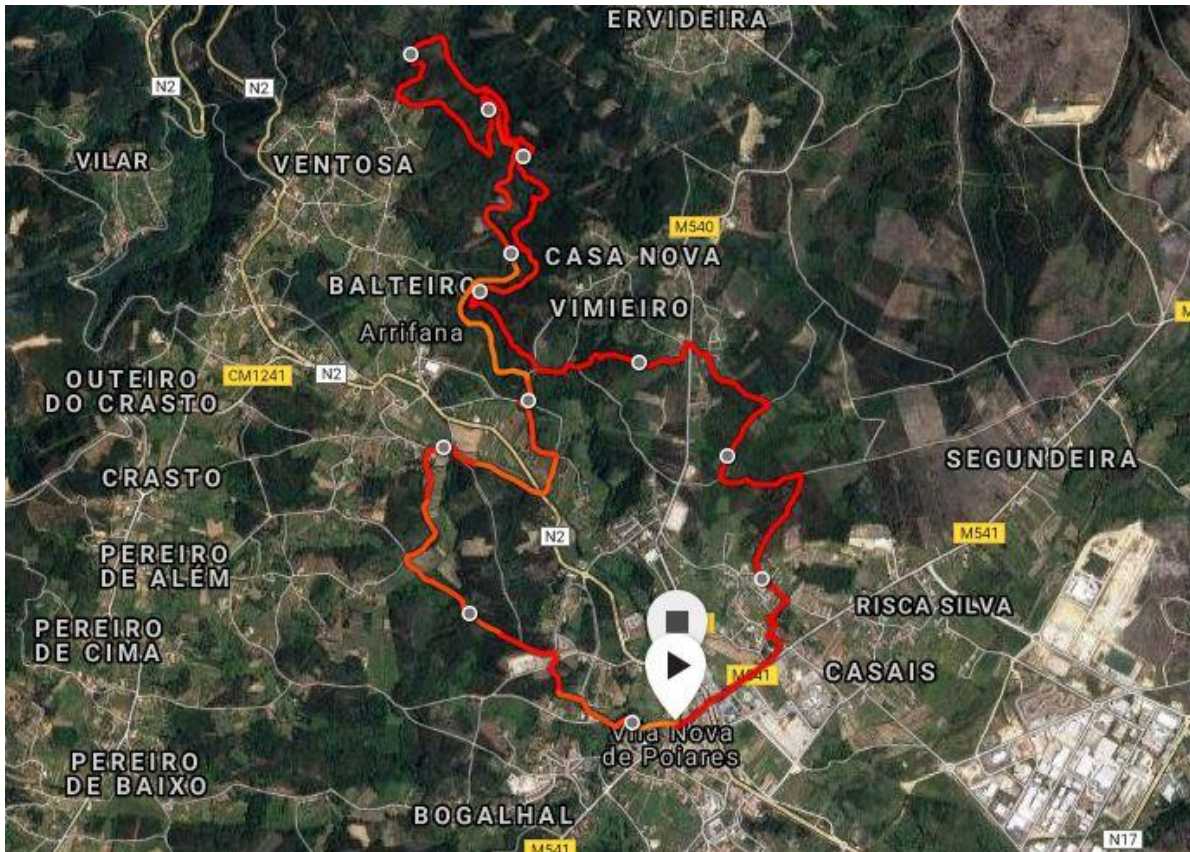 ERVIDEIRA
N2
N2
VILAR
VENTOSA
M540
CASA NOVA
BALTEIRO
VIMIEIRO
Arrifana
M
OUTEIRO
DO CRASTO
CM1241
N2
CRASTO
SEGUNDEIRA
M541
N2
PEREIRO
DE ALÉM
RISCA SILVA
PEREIRO
DE CIMA
M541
CASAIS
Vila Nova
de Poiares
PEREIRO
DE BAIXO
BOGALHAL
N17
M541